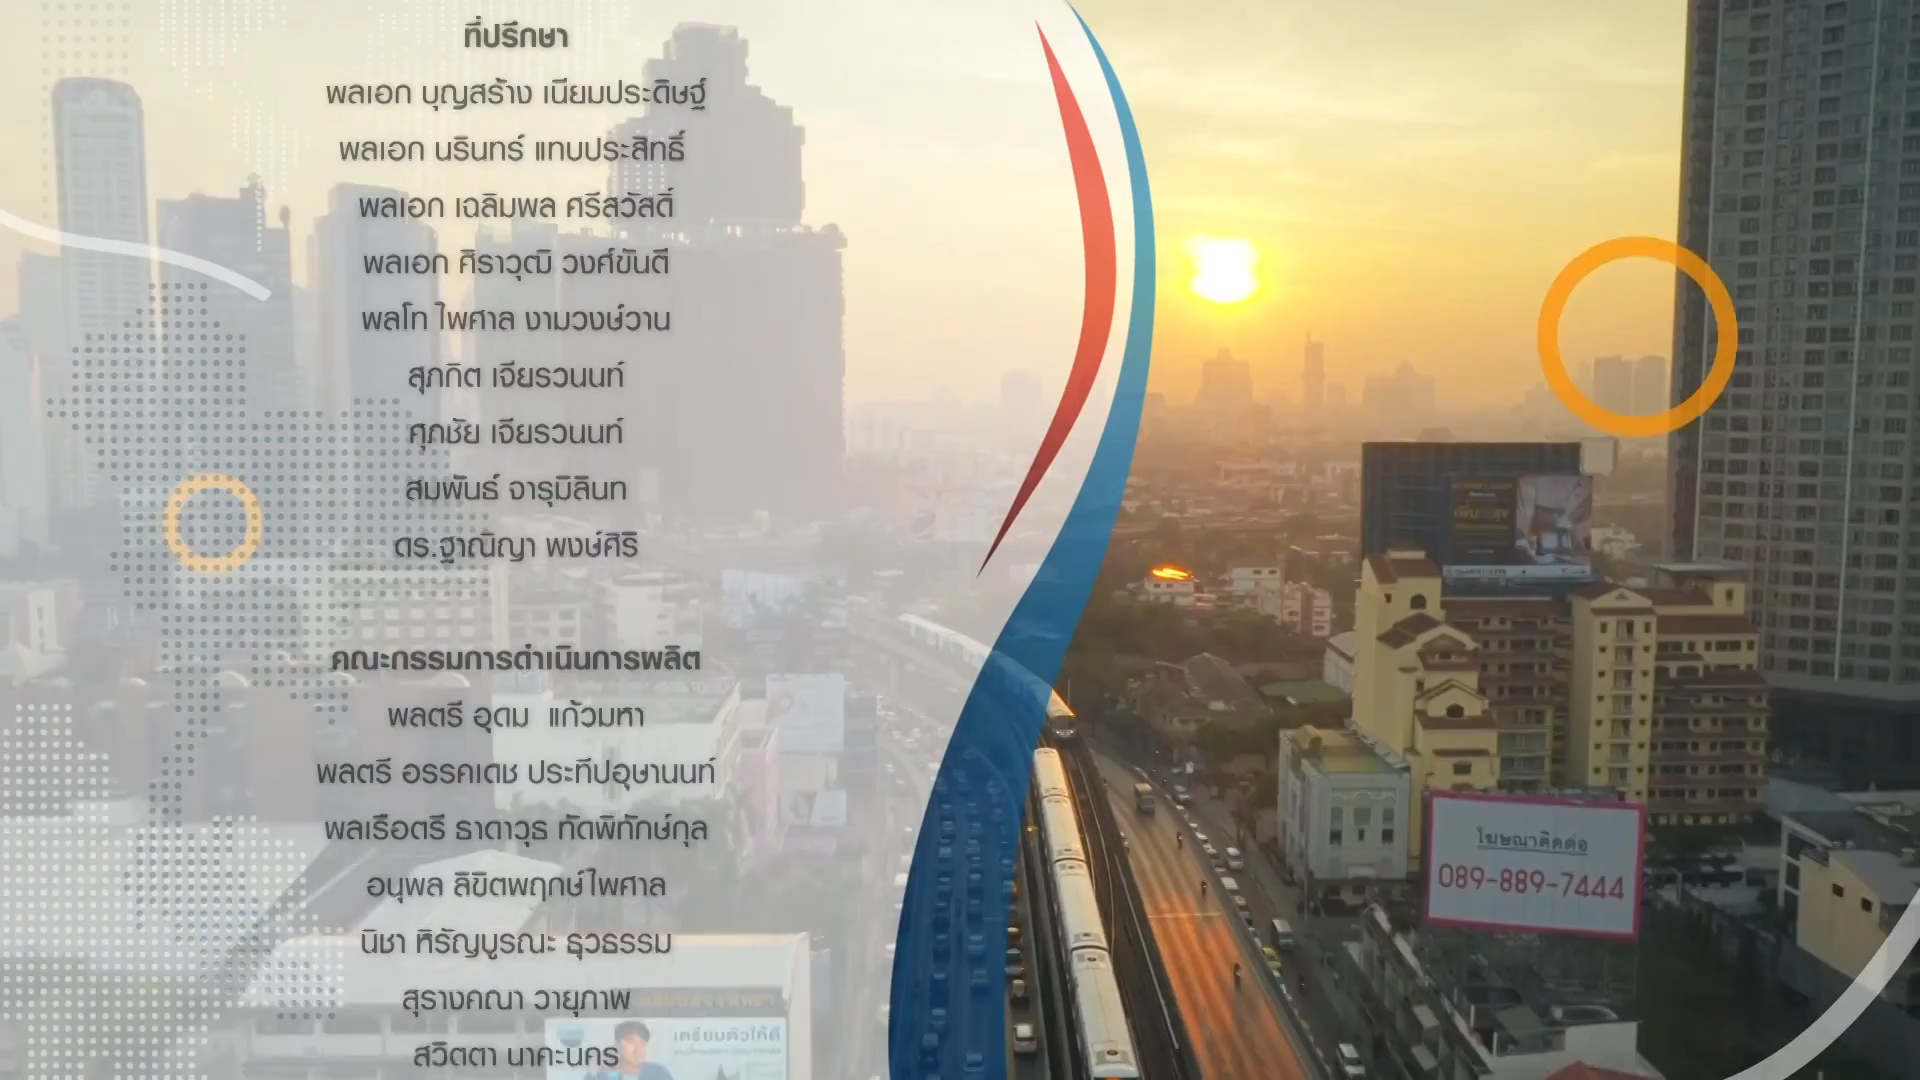 ที่ปรึกษา
พลเอก บุญสร้าง เนียมประดิษฐ์
พลเอก นรินทร์ แทบประสิทธิ์
พลเอก เฉลิมพล ศรีสวัสดิ์
พลเอก ศิราวุฒิ วงศ์ขันตี
พลโท ไพศาล งามวงษ์วาน
สุภกิต เจียรวนนท์
ศุภชัย เจียรวนนท์
สมพันธ์ จารุมิลินท
ดร.ฐาณิญา พงษ์ศิริ
คณะกรรมการดำเนินการผลิต
พลตรี อุดม แก้วมหา
พลตรี อรรคเดช ประทีปอุษานนท์
พลเรือตรี ธาดาวุธ ทัดพิทักษ์กุล
อนุพล ลิขิตพฤกษ์ไพศาล
นิชา หิรัญบูรณะ ธุวธรรม
สุรางคณา วายุภาพ
สวิตตา นาคะนคร
เตรียมตัวให้ดี
โฆษณาติดต่อ
089-889-7444